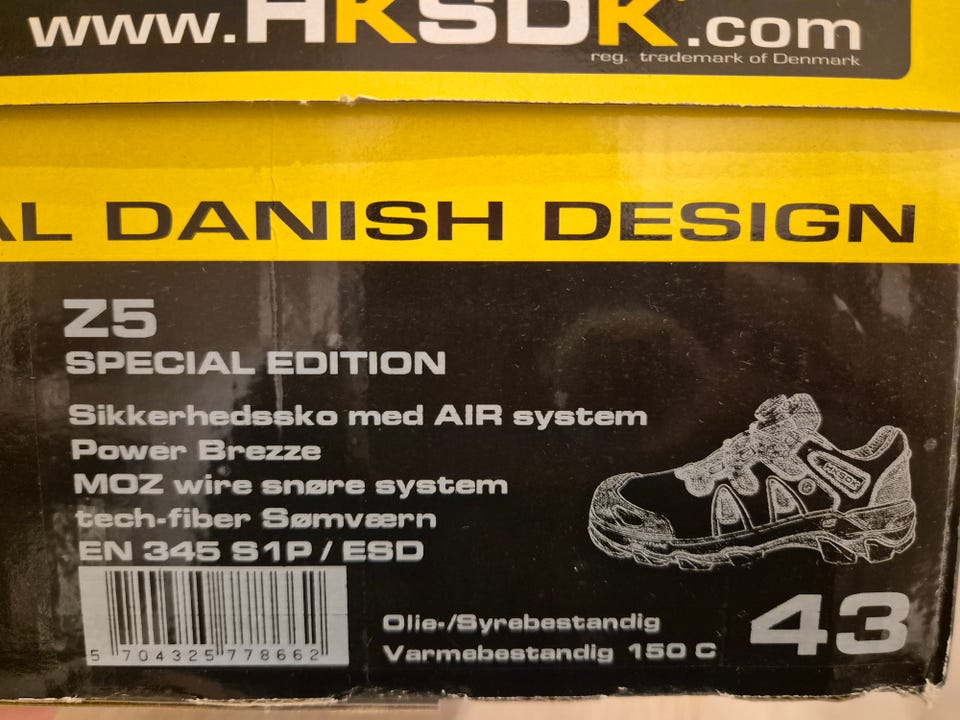 www.HKSDK.com
reg. trademark of Denmark
AL DANISH DESIGN
Z5
SPECIAL EDITION
Sikkerhedssko med AIR system
Power Brezze
MOZ wire snøre system
tech-fiber Sømværn
EN 345 S1P / ESD
5 704325 778662
Olie-/Syrebestandig
Varmebestandig 150 C
43
HKSDK